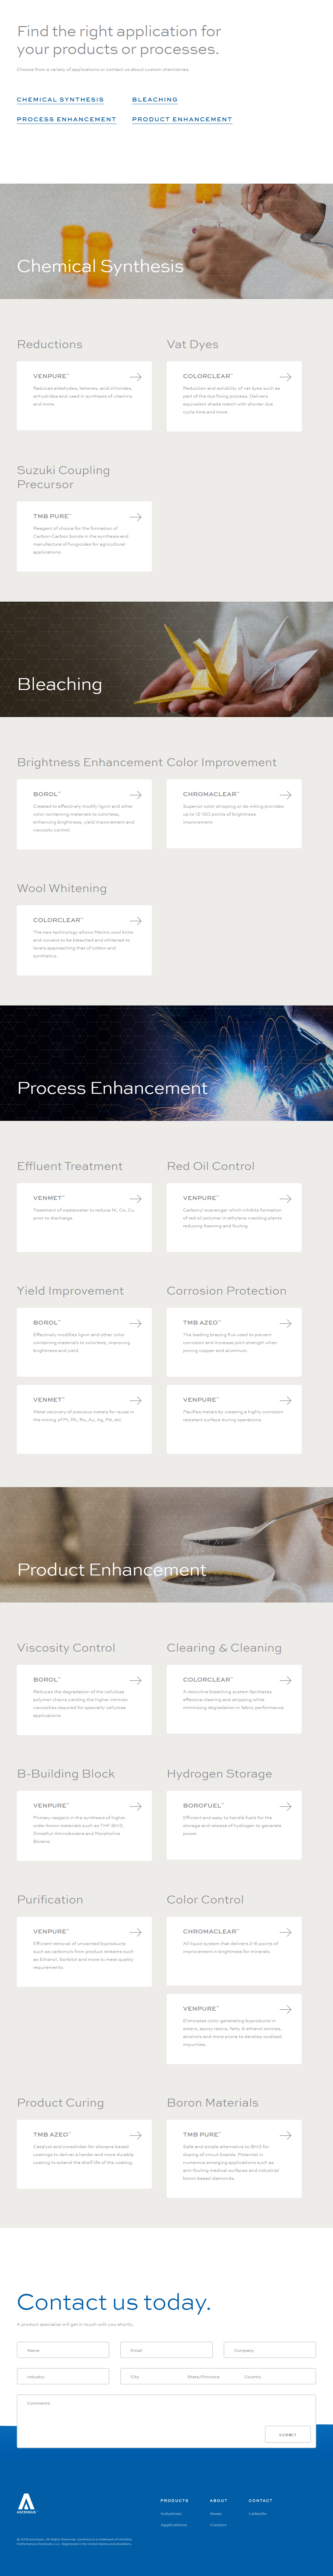 Find the right application for
your products or processes.
Choose from a variety of applications or contact us about custom chemistries.
CHEMICAL SYNTHESIS
BLEACHING
PROCESS ENHANCEMENT
PRODUCT ENHANCEMENT
Chemical Synthesis
Reductions
VENPURE™
Reduces aldehydes, ketones, acid chlorides,
anhydrides and used in synthesis of vitamins
and more.
Vat Dyes
COLORCLEAR™
Reduction and solubility of vat dyes such as
part of the dye fixing process. Delivers
equivalent shade match with shorter dye
cycle time and more.
Suzuki Coupling
Precursor
TMB PURE™
Reagent of choice for the formation of
Carbon-Carbon bonds in the synthesis and
manufacture of fungicides for agricultural
applications.
Bleaching
Brightness Enhancement
BOROL™
Created to effectively modify lignin and other
color containing materials to colorless,
enhancing brightness, yield improvement and
viscosity control.
Color Improvement
CHROMACLEAR™
Superior color stripping or de-inking provides
up to 12 ISO points of brightness
improvement.
Wool Whitening
COLORCLEAR™
The new technology allows Merino wool knits
and wovens to be bleached and whitened to
levels approaching that of cotton and
synthetics.
Process Enhancement
Effluent Treatment
VENMET™
Treatment of wastewater to reduce Ni, Co, Cu
prior to discharge.
Red Oil Control
VENPURE™
Carbonyl scavenger which inhibits formation
of red oil polymer in ethylene cracking plants
reducing foaming and fouling.
Yield Improvement
BOROL™
Effectively modifies lignin and other color
containing materials to colorless, improving
brightness and yield.
VENMET™
Metal recovery of precious metals for reuse in
the mining of Pt, Rh, Ru, Au, Ag, Pd, etc.
Corrosion Protection
TMB AZEO™
The leading brazing flux used to prevent
corrosion and increase joint strength when
joining copper and aluminum.
VENPURE™
Pacifies metals by creating a highly corrosion
resistant surface during operations.
Product Enhancement
Viscosity Control
BOROL™
Reduces the degradation of the cellulose
polymer chains yielding the higher intrinsic
viscosities required for specialty cellulose
applications.
Clearing & Cleaning
COLORCLEAR™
A reductive bleaching system facilitates
effective clearing and stripping while
minimizing degradation in fabric performance.
B-Building Block
VENPURE™
Primary reagent in the synthesis of higher
order boron materials such as THF-BH3,
Dimethyl Aminoborane and Morpholine
Borane.
Hydrogen Storage
BOROFUEL™
Efficient and easy to handle fuels for the
storage and release of hydrogen to generate
power.
Purification
VENPURE™
Efficient removal of unwanted byproducts
such as carbonyls from product streams such
as Ethanol, Sorbitol and more to meet quality
requirements.
Color Control
CHROMACLEAR™
All liquid system that delivers 2-8 points of
improvement in brightness for minerals.
VENPURE™
Eliminates color generating byproducts in
esters, epoxy resins, fatty & ethanol amines,
alcohols and more prone to develop oxidized
impurities.
Product Curing
TMB AZEO™
Catalyst and crosslinker for siloxane based
coatings to deliver a harder and more durable
coating to extend the shelf life of the coating.
Boron Materials
TMB PURE™
Safe and simple alternative to BH3 for
doping of circuit boards. Potential in
numerous emerging applications such as
anti-fouling medical surfaces and industrial
boron based diamonds.
Contact us today.
A product specialist will get in touch with you shortly
Name
Email
Company
Industry
City
State/Province
Country
Comments
SUBMIT
ASCENSUS
PRODUCTS
Industries
Applications
ABOUT
News
Careers
CONTACT
LinkedIn